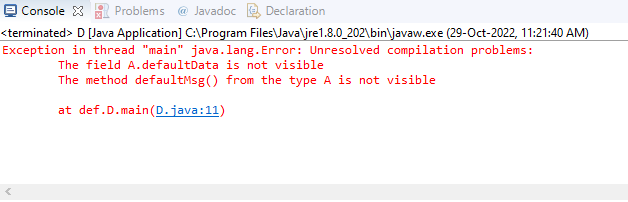 Console Problems @ Javadoc Declaration
<terminated> D [Java Application] C:\Program Files\Java\jre1.8.0_202\bin\javaw.exe (29-Oct-2022, 11:21:40 AM)
Exception in thread "main" java.lang.Error: Unresolved compilation problems:
The field A.defaultData is not visible
The method defaultMsg() from the type A is not visible
at def.D.main(D.java:11)